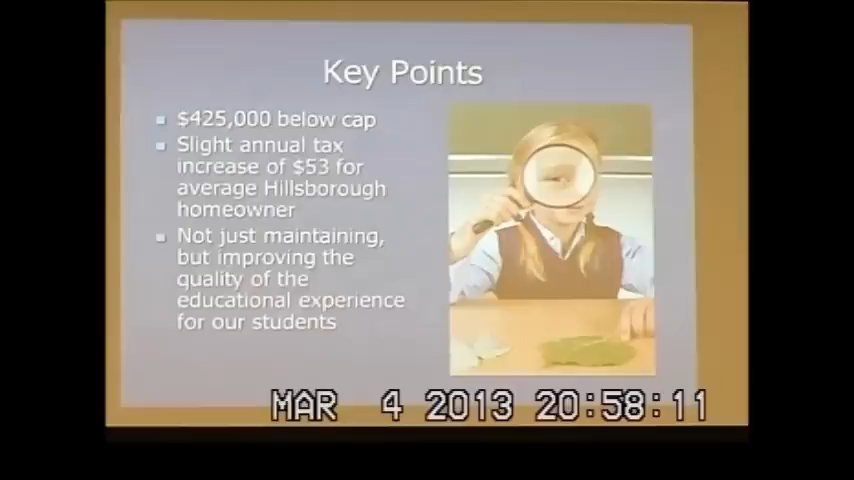 Key Points
$425,000 below cap
Slight annual tax
increase of $53 for
average Hillsborough
homeowner
Not just maintaining,
but improving the
quality of the
educational experience
for our students
MAR 4 2013 20:58:11